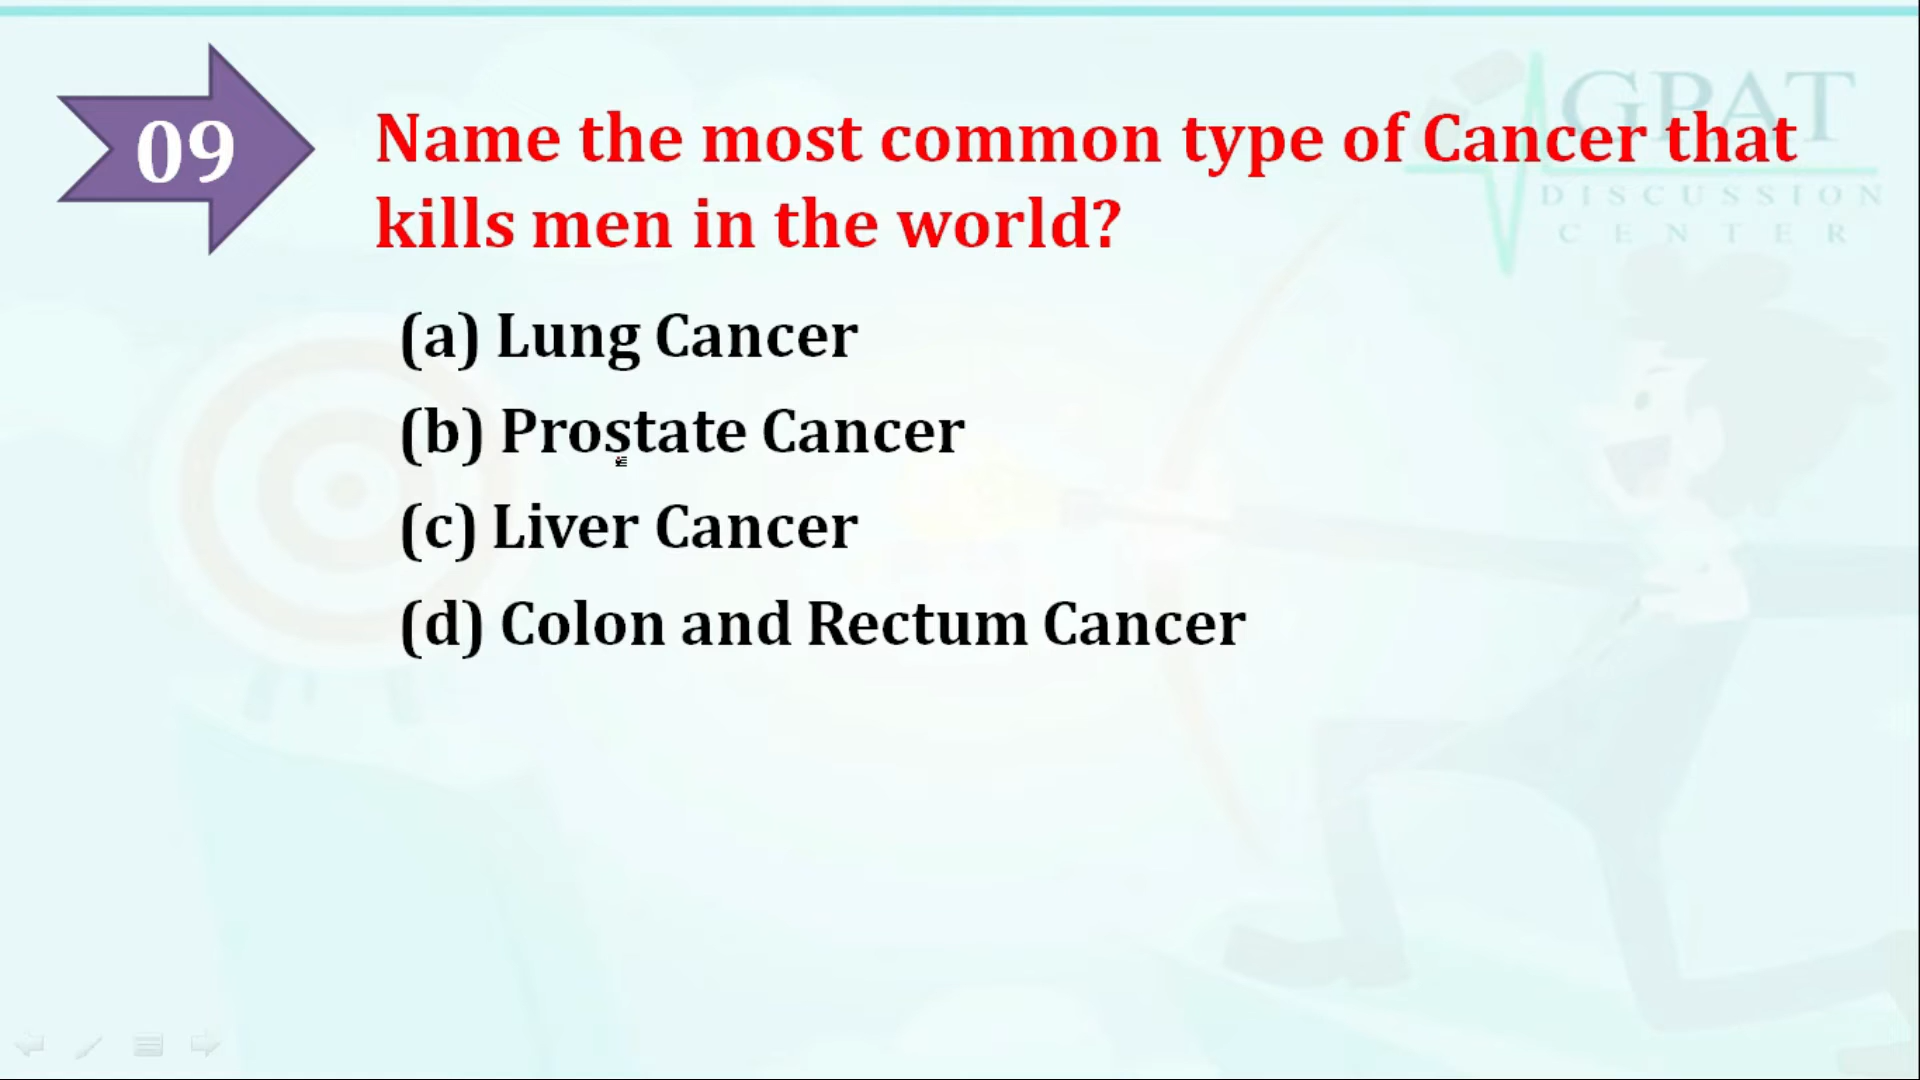 09
Name the most common type of Cancer that
kills men in the world?
(a) Lung Cancer
(b) Prostate Cancer
(c) Liver Cancer
(d) Colon and Rectum Cancer
GPAT
DISCUSSION
CENTER